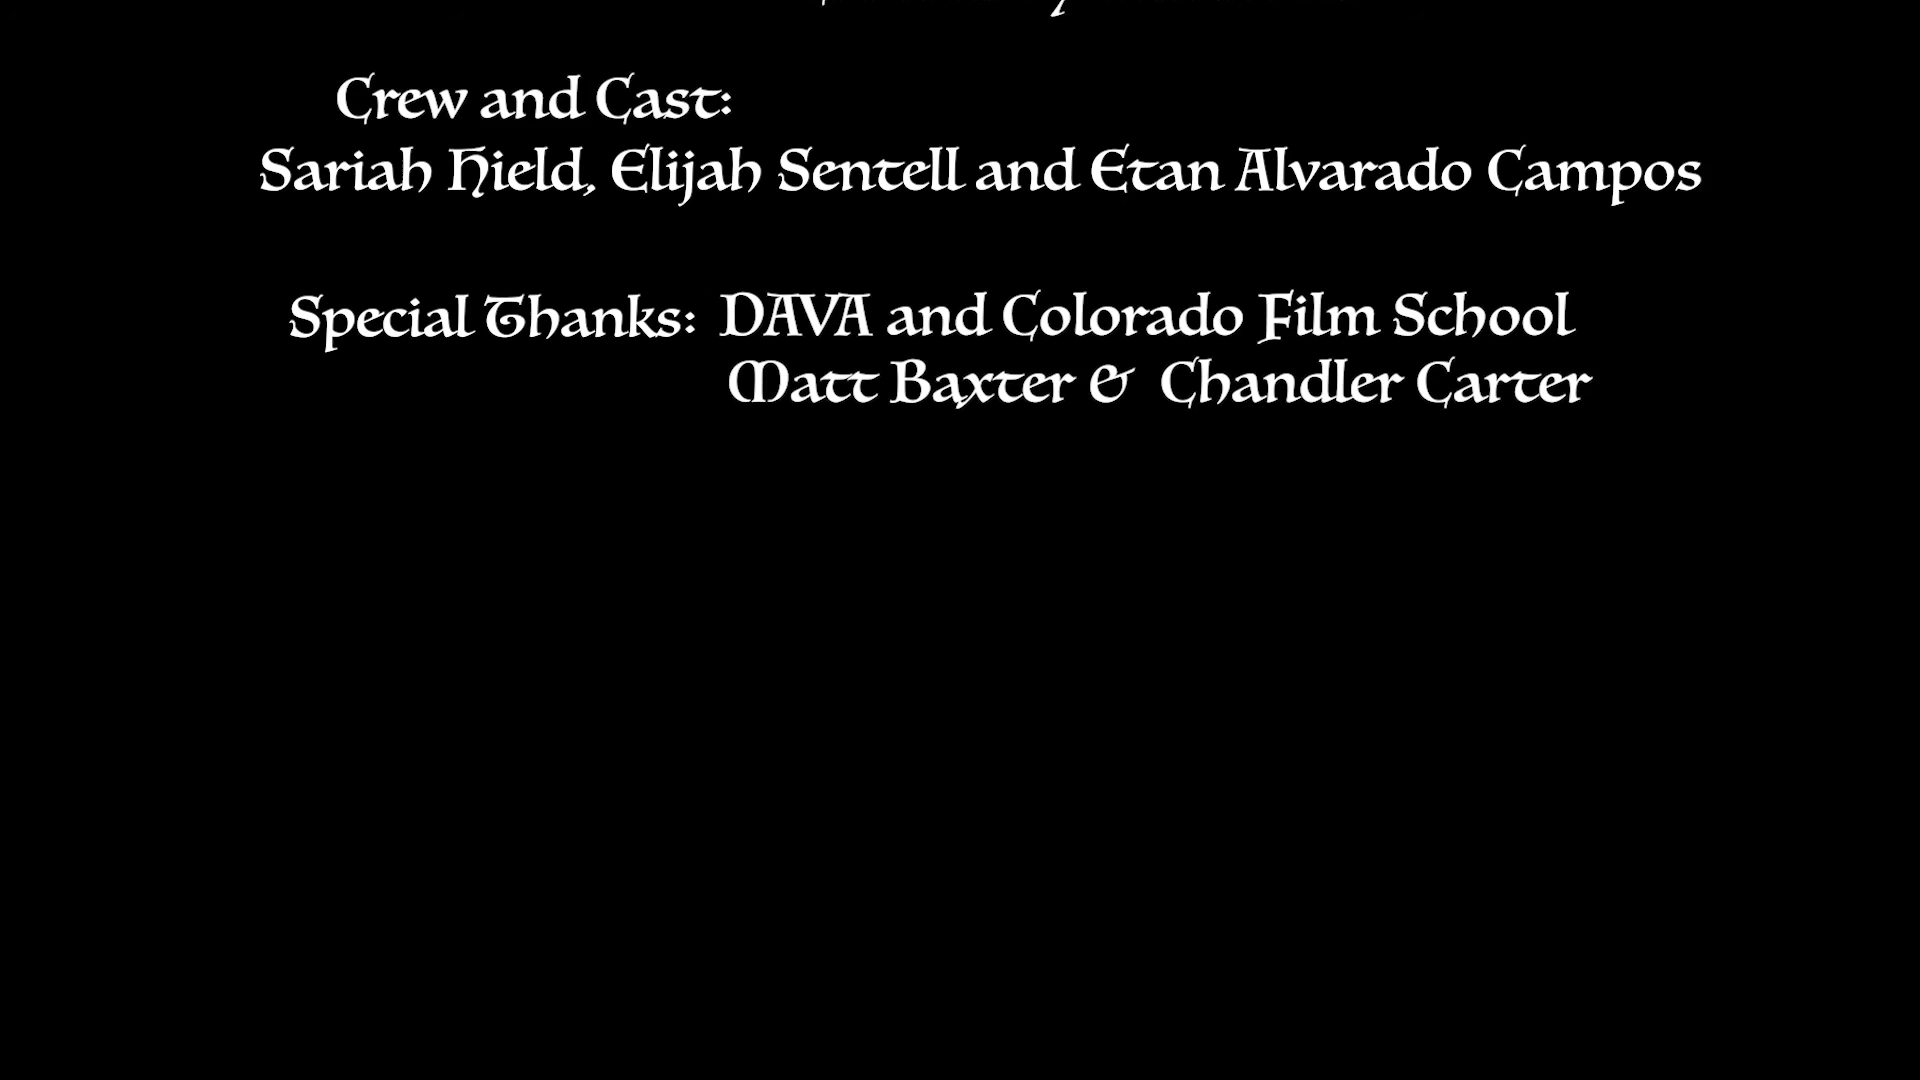 Crew and Cast:
Sariah Hield, Elijah Sentell and Etan Alvarado Campos
Special Thanks: DAVA and Colorado Film School
Matt Baxter & Chandler Carter